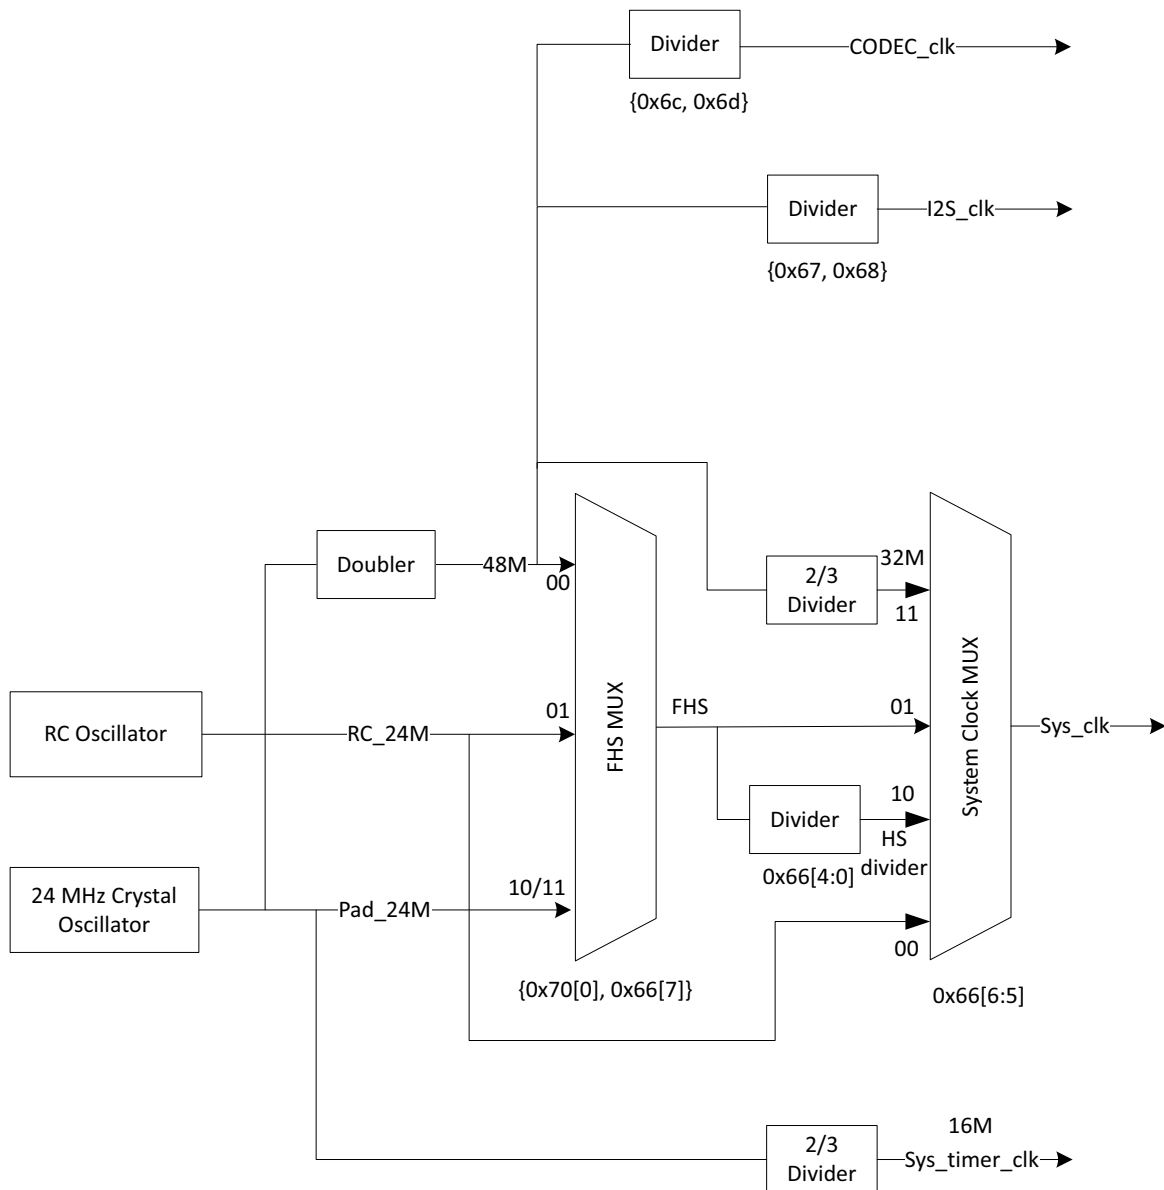 Divider
CODEC_clk
{0x6c, 0x6d}
Divider
I2S_clk
{0x67, 0x68}
Doubler
48M
00
2/3
Divider
32M
11
RC Oscillator
RC_24M
01
FHS MUX
FHS
01
System Clock MUX
Sys_clk
Divider
10
HS
divider
0x66[4:0]
24 MHz Crystal
Oscillator
Pad_24M
10/11
00
{0x70[0], 0x66[7]}
0x66[6:5]
2/3
Divider
16M
Sys_timer_clk